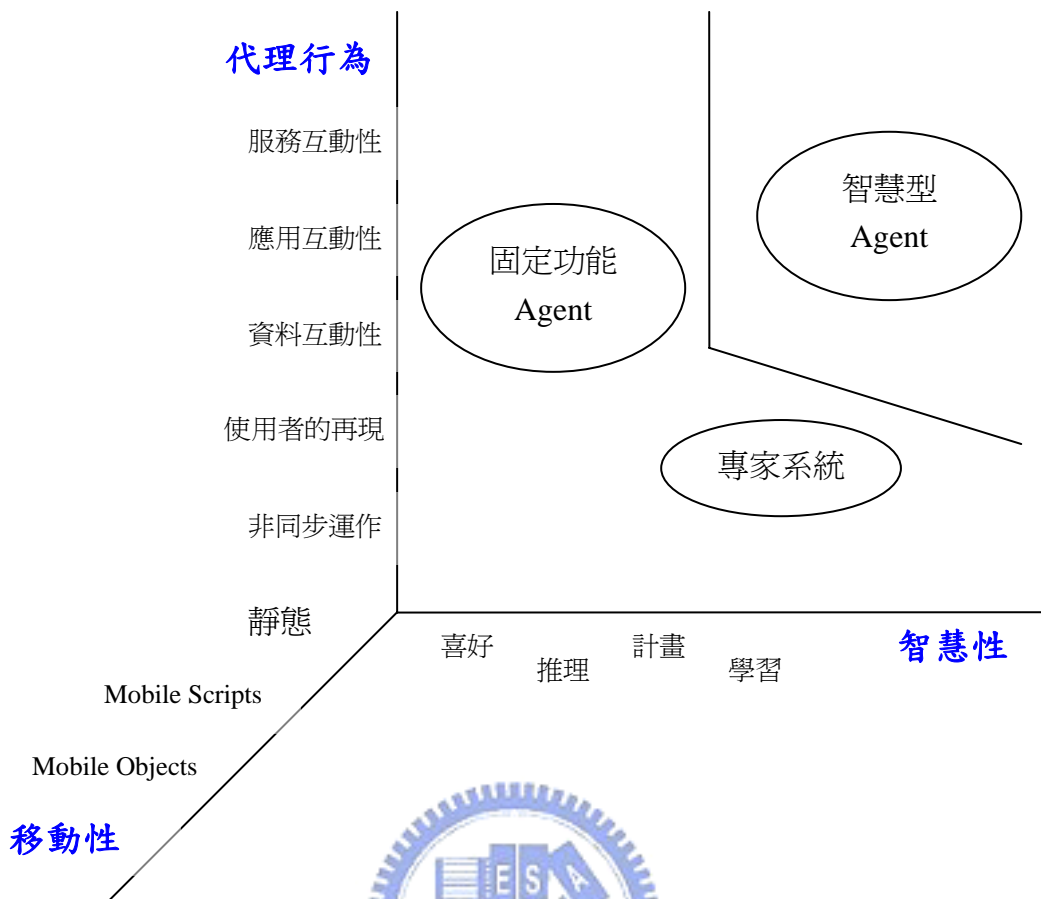 代理行為
服務互動性
智慧型
Agent
應用互動性
固定功能
Agent
資料互動性
使用者的再現
專家系統
非同步運作
靜態
喜好
推理
計畫
學習
智慧性
Mobile Scripts
Mobile Objects
移動性
ESA